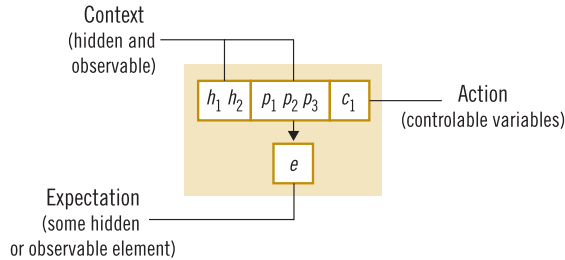 Context
(hidden and
observable)
h1 h2 p1 p2 p3 c1
Action
(controlable variables)
e
Expectation
(some hidden
or observable element)